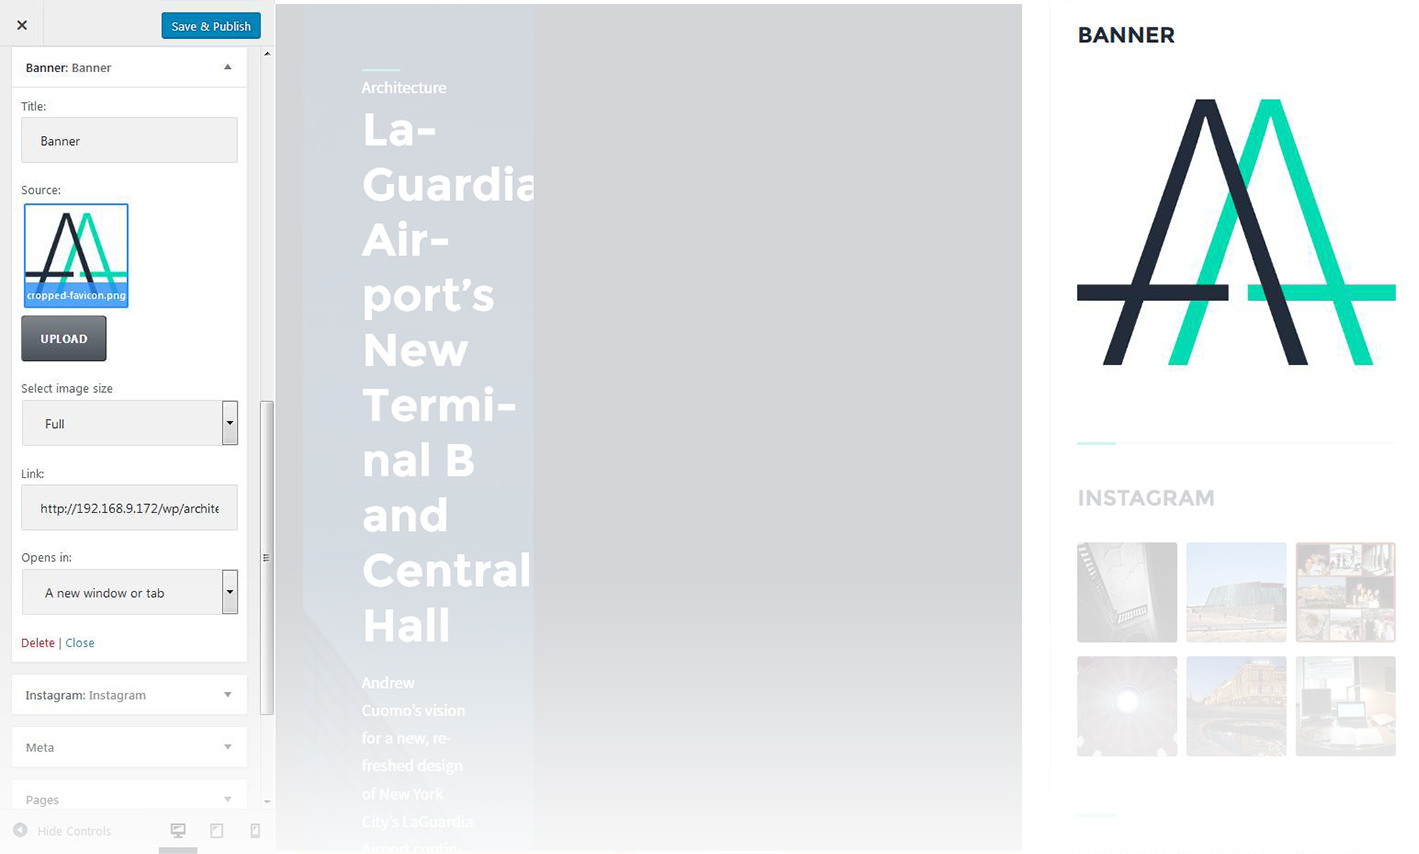 Save & Publish
Banner: Banner
Title:
Banner
Source:
cropped-favicon.png
UPLOAD
Select image size
Full
Link:
http://192.168.9.172/wp/archite
Opens in:
A new window or tab
Delete | Close
Instagram: Instagram
Meta
Pages
Hide Controls
Architecture
La-
Guardia
Air-
port’s
New
Termi-
nal B
and
Central
Hall
Andrew
Cuomo’s vision
for a new, re-
freshed design
of New York
City’s LaGuardia
Airport contin-
BANNER
INSTAGRAM